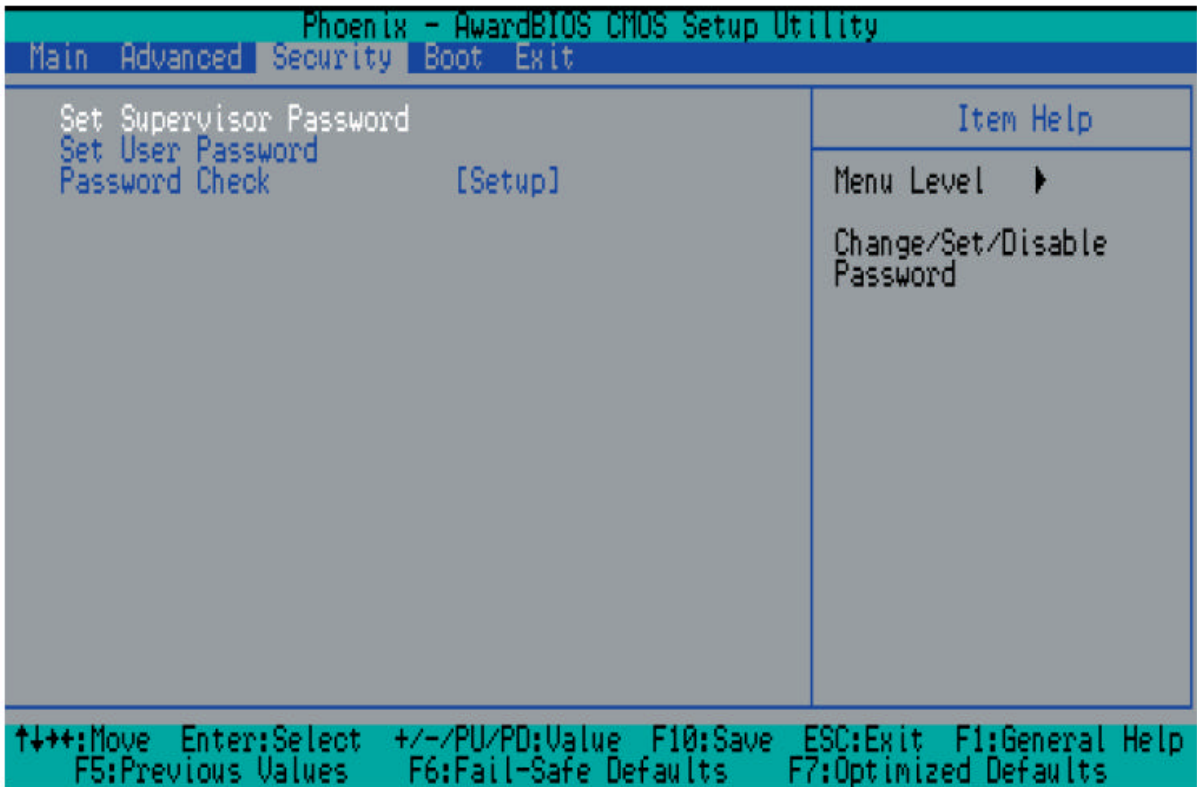 Phoenix - AwardBIOS CMOS Setup Utility
Main Advanced Security Boot Exit
Set Supervisor Password
Set User Password
Password Check [Setup]
Item Help
Menu Level ▶
Change/Set/Disable
Password
↑↓→←:Move Enter:Select +/-/PU/PD:Value F10:Save ESC:Exit F1:General Help
F5:Previous Values F6:Fail-Safe Defaults F7:Optimized Defaults